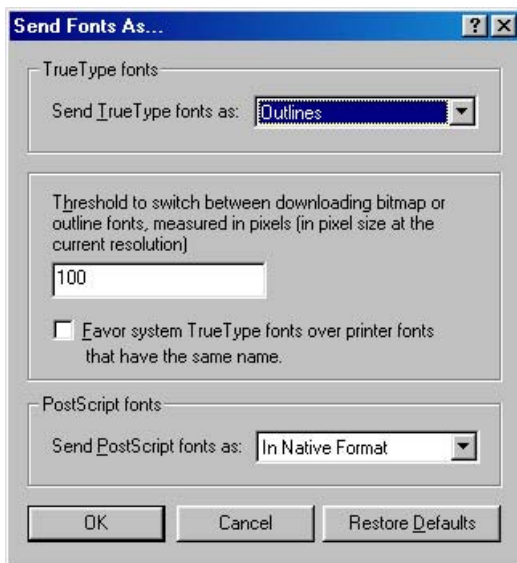 Send Fonts As...
TrueType fonts
Send TrueType fonts as: Outlines
Threshold to switch between downloading bitmap or
outline fonts, measured in pixels (in pixel size at the
current resolution)
100
Favor system TrueType fonts over printer fonts
that have the same name.
PostScript fonts
Send PostScript fonts as: In Native Format
OK Cancel Restore Defaults